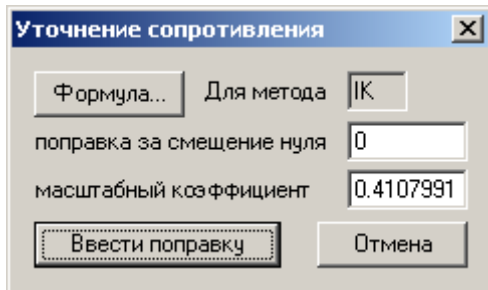 Уточнение сопротивления
Формула... Для метода IK
поправка за смещение нуля 0
масштабный коэффициент 0.4107991
Ввести поправку Отмена